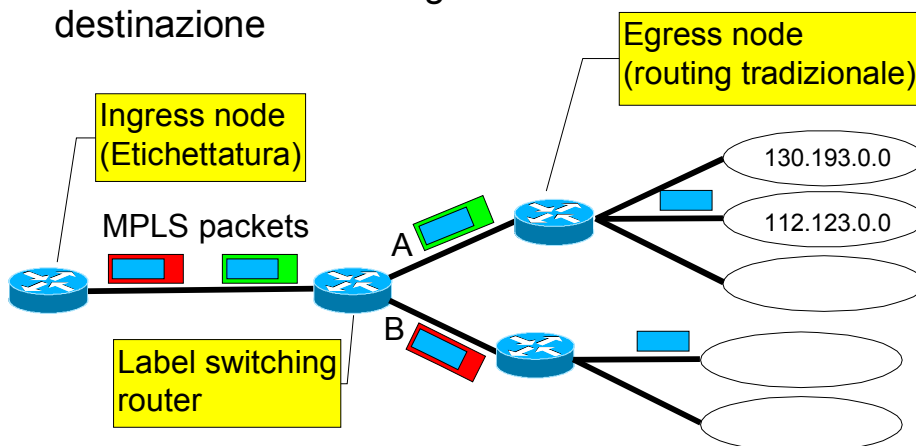 destinazione
Egress node
(routing tradizionale)
Ingress node
(Etichettatura)
130.193.0.0
MPLS packets
A
112.123.0.0
B
Label switching
router